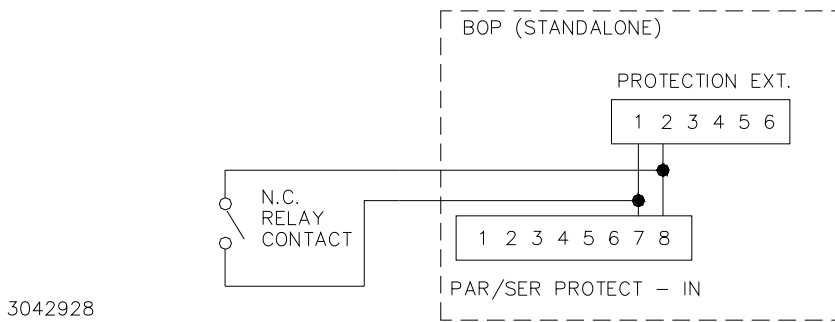 BOP (STANDALONE)
PROTECTION EXT.
1 2 3 4 5 6
N.C.
RELAY
CONTACT
1 2 3 4 5 6 7 8
PAR/SER PROTECT – IN
3042928